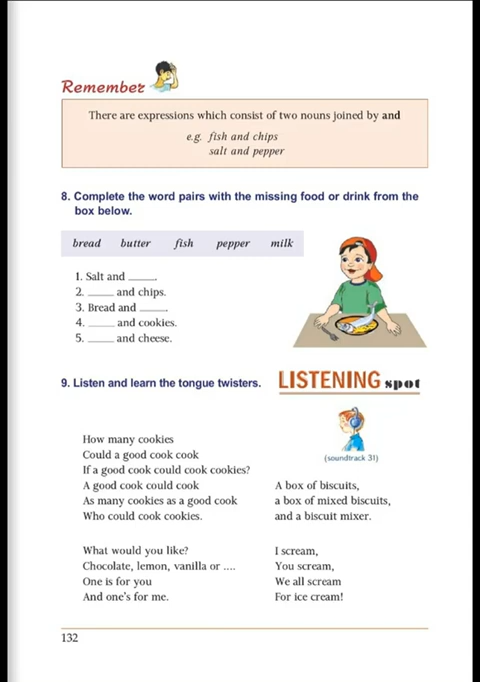 Remember
There are expressions which consist of two nouns joined by and
e.g. fish and chips
salt and pepper
8. Complete the word pairs with the missing food or drink from the
box below.
bread butter fish pepper milk
1. Salt and _____.
2. _____ and chips.
3. Bread and _____.
4. _____ and cookies.
5. _____ and cheese.
9. Listen and learn the tongue twisters.
LISTENING spot
(soundtrack 31)
How many cookies
Could a good cook cook
If a good cook could cook cookies?
A good cook could cook
As many cookies as a good cook
Who could cook cookies.
A box of biscuits,
a box of mixed biscuits,
and a biscuit mixer.
What would you like?
Chocolate, lemon, vanilla or ....
One is for you
And one's for me.
I scream,
You scream,
We all scream
For ice cream!
132